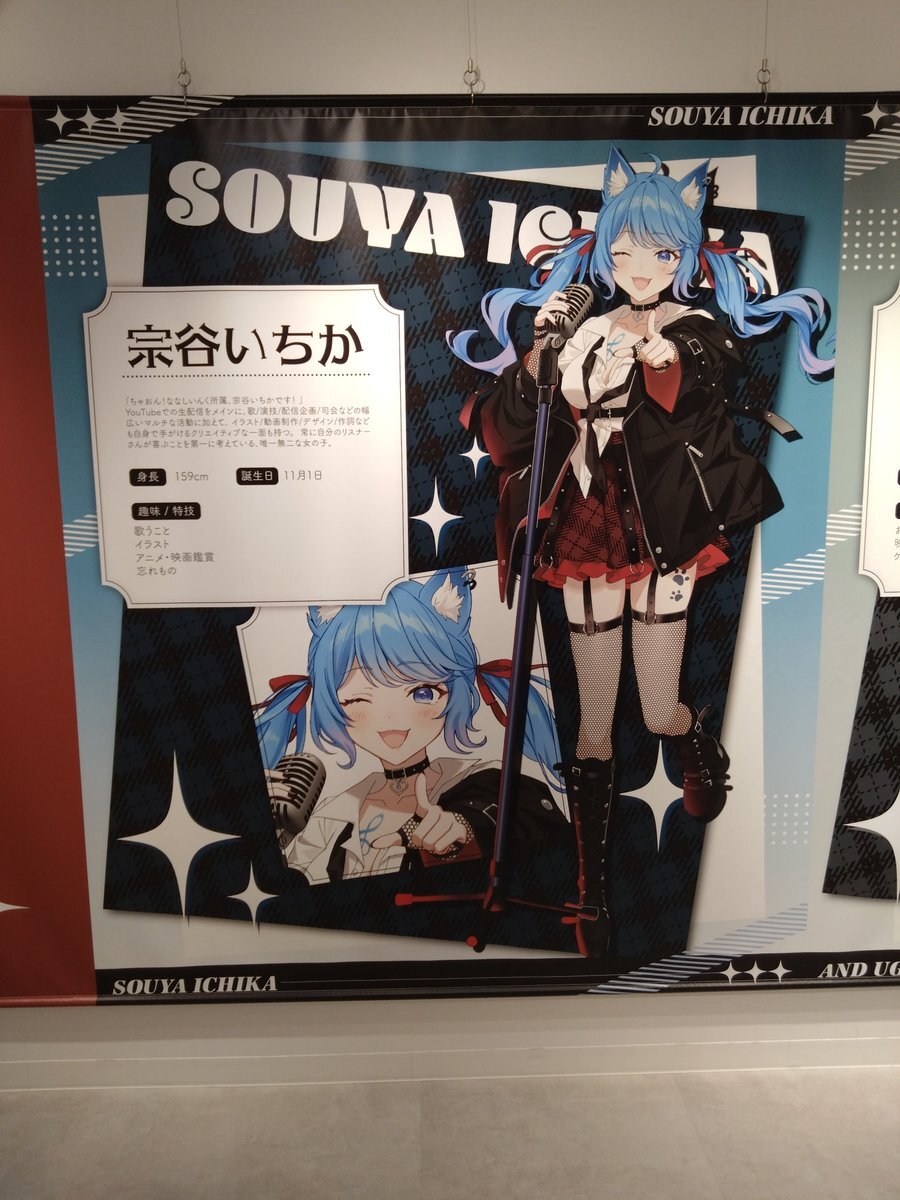 SOUYA ICHIKA
SOUYA IC
A
宗谷いちか
「ちゃおん!ななしいんく所属、宗谷いちかです!」
YouTubeでの生配信をメインに、歌/演技/配信企画/司会などの幅
広いマルチな活動に加えて、イラスト/動画制作/デザイン/作詞なども
も自身で手がけるクリエイティブな一面も持つ。常に自分のリスナー
さんが喜ぶことを第一に考えている、唯一無二な女の子。
身長 159cm 誕生日 11月1日
趣味 / 特技
歌うこと
イラスト
アニメ・映画鑑賞
忘れもの
SOUYA ICHIKA
AND UG